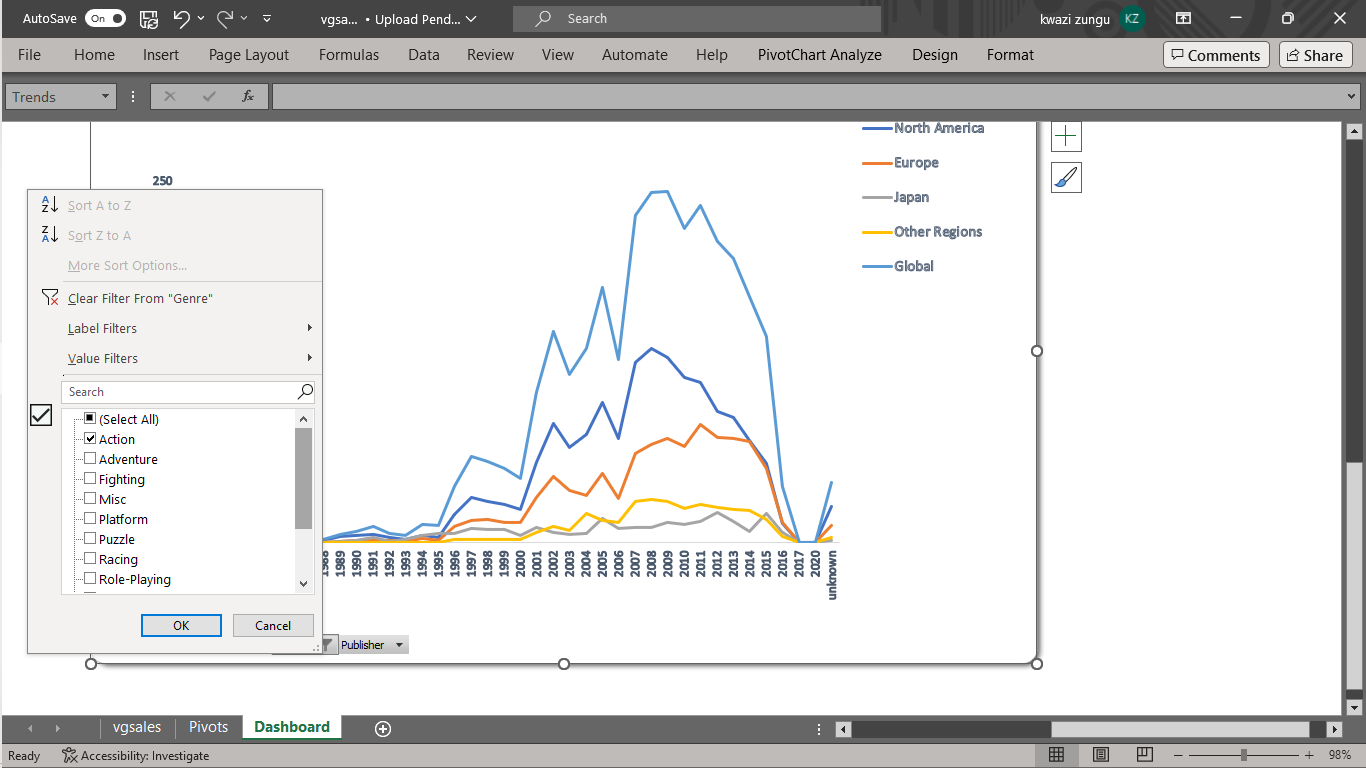 AutoSave On vgsa... • Upload Pend... Search kwazi zungu KZ
File Home Insert Page Layout Formulas Data Review View Automate Help PivotChart Analyze Design Format Comments Share
Trends fx
North America
250
Europe
Japan
Other Regions
Global
Sort A to Z
Sort Z to A
More Sort Options...
Clear Filter From "Genre"
Label Filters
Value Filters
Search
(Select All)
Action
Adventure
Fighting
Misc
Platform
Puzzle
Racing
Role-Playing
OK Cancel
1989 1990 1991 1992 1993 1994 1995 1996 1997 1998 1999 2000 2001 2002 2003 2004 2005 2006 2007 2008 2009 2010 2011 2012 2013 2014 2015 2016 2017 2020 unknown
Publisher
vgsales Pivots Dashboard
Ready Accessibility: Investigate 98%